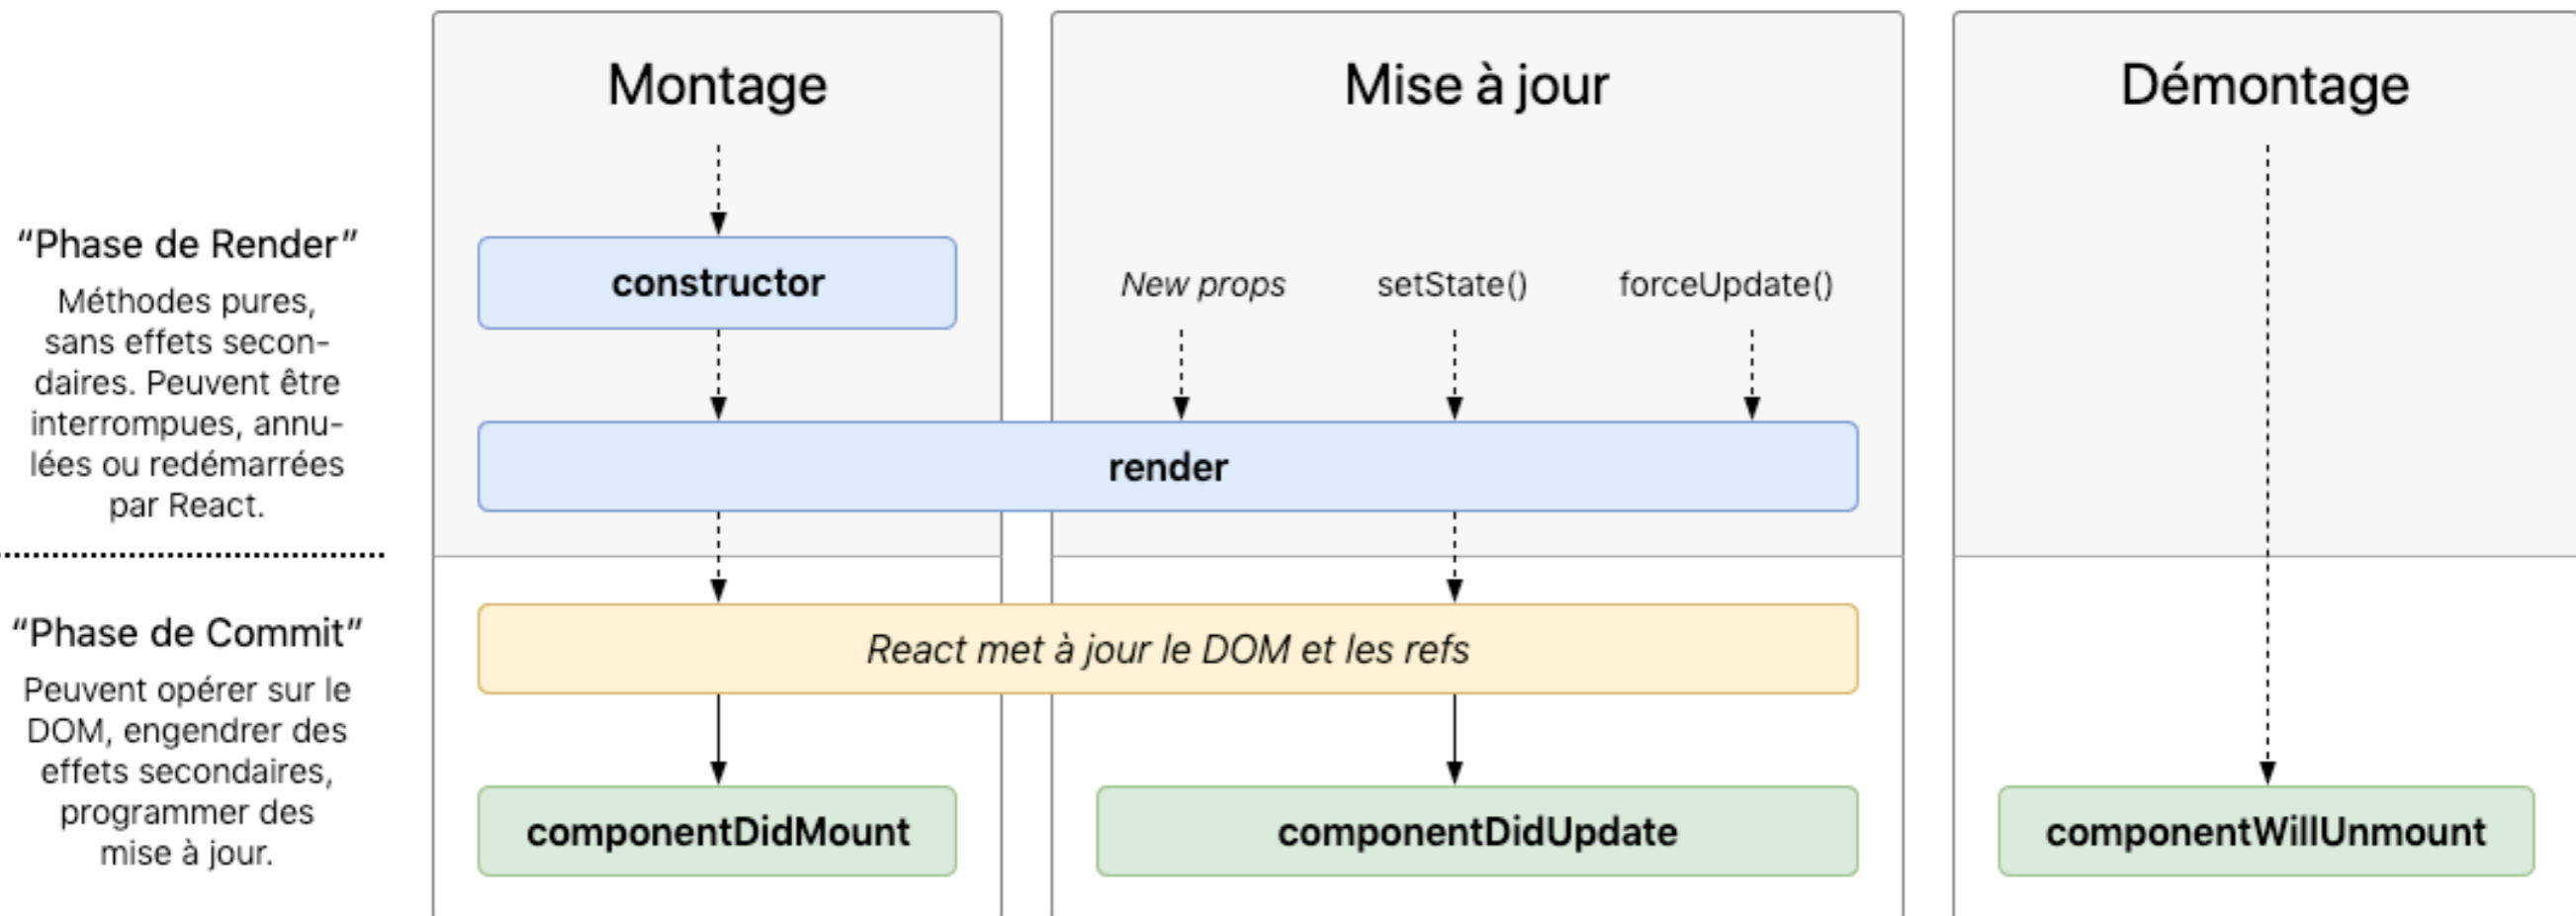 Montage
Mise à jour
Démontage
“Phase de Render”
Méthodes pures,
sans effets secon-
daires. Peuvent être
interrompues, annu-
lées ou redémarrées
par React.
constructor
New props
setState()
forceUpdate()
render
“Phase de Commit”
Peuvent opérer sur le
DOM, engendrer des
effets secondaires,
programmer des
mise à jour.
React met à jour le DOM et les refs
componentDidMount
componentDidUpdate
componentWillUnmount